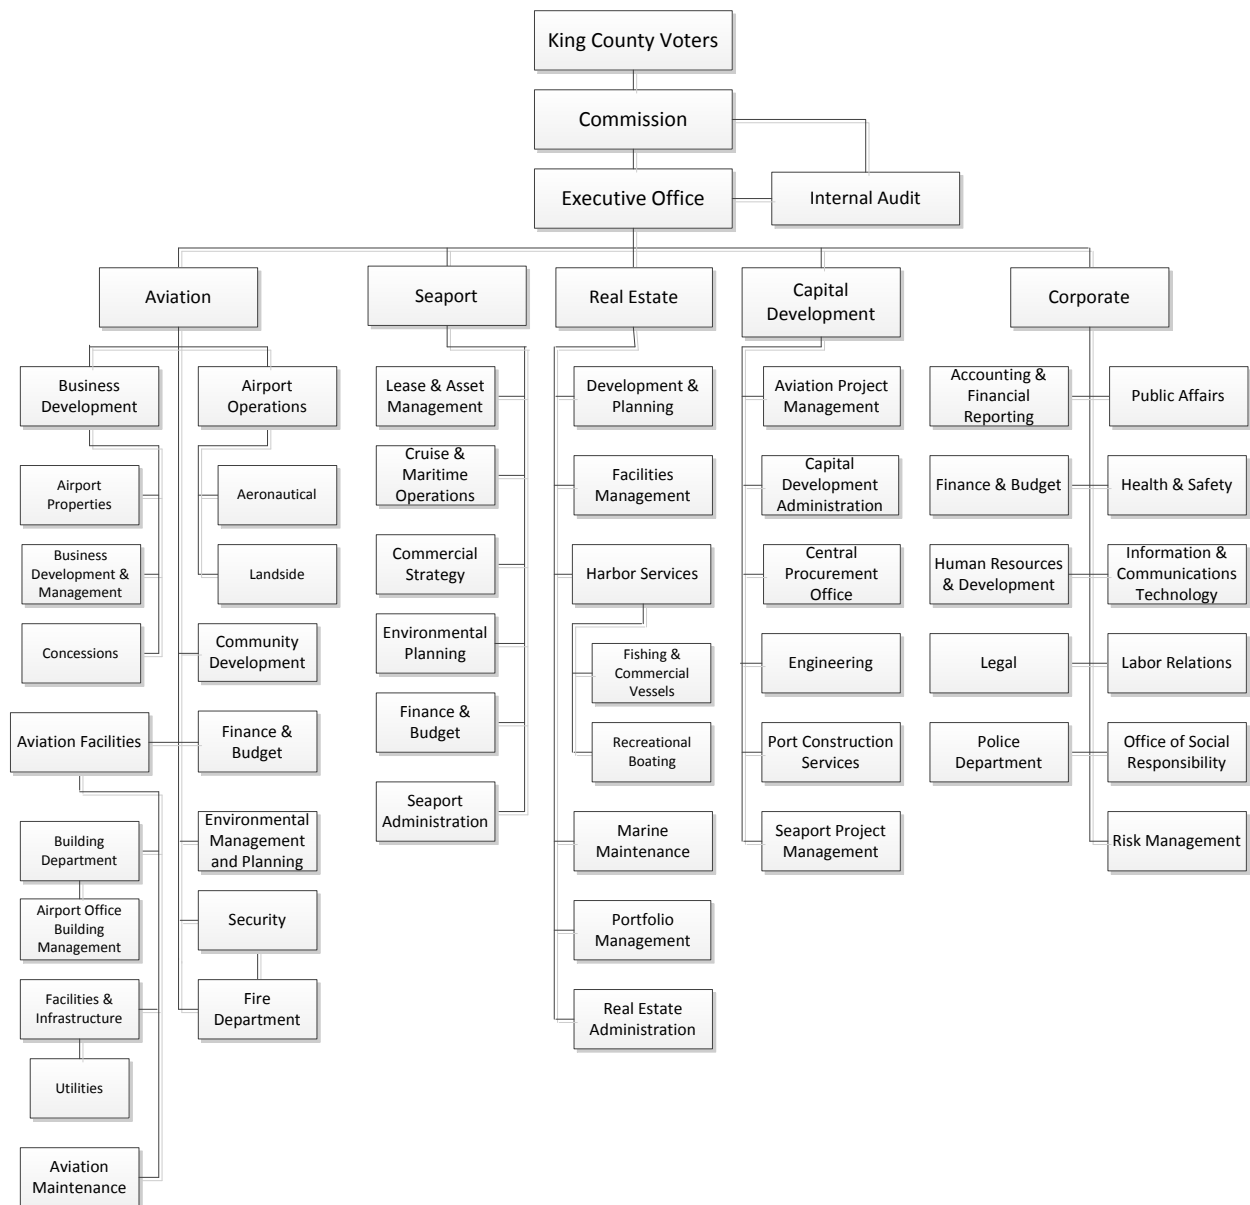 King County Voters
Commission
Executive Office
Internal Audit
Aviation
Seaport
Real Estate
Capital
Development
Corporate
Business
Development
Airport
Operations
Airport
Properties
Aeronautical
Business
Development &
Management
Landside
Concessions
Community
Development
Aviation Facilities
Finance &
Budget
Building
Department
Environmental
Management
and Planning
Airport Office
Building
Management
Security
Facilities &
Infrastructure
Fire
Department
Utilities
Aviation
Maintenance
Lease & Asset
Management
Cruise &
Maritime
Operations
Commercial
Strategy
Environmental
Planning
Finance &
Budget
Seaport
Administration
Development &
Planning
Facilities
Management
Harbor Services
Fishing &
Commercial
Vessels
Recreational
Boating
Marine
Maintenance
Portfolio
Management
Real Estate
Administration
Aviation Project
Management
Capital
Development
Administration
Central
Procurement
Office
Engineering
Port Construction
Services
Seaport Project
Management
Accounting &
Financial
Reporting
Public Affairs
Finance & Budget
Health & Safety
Human Resources
& Development
Information &
Communications
Technology
Legal
Labor Relations
Police
Department
Office of Social
Responsibility
Risk Management